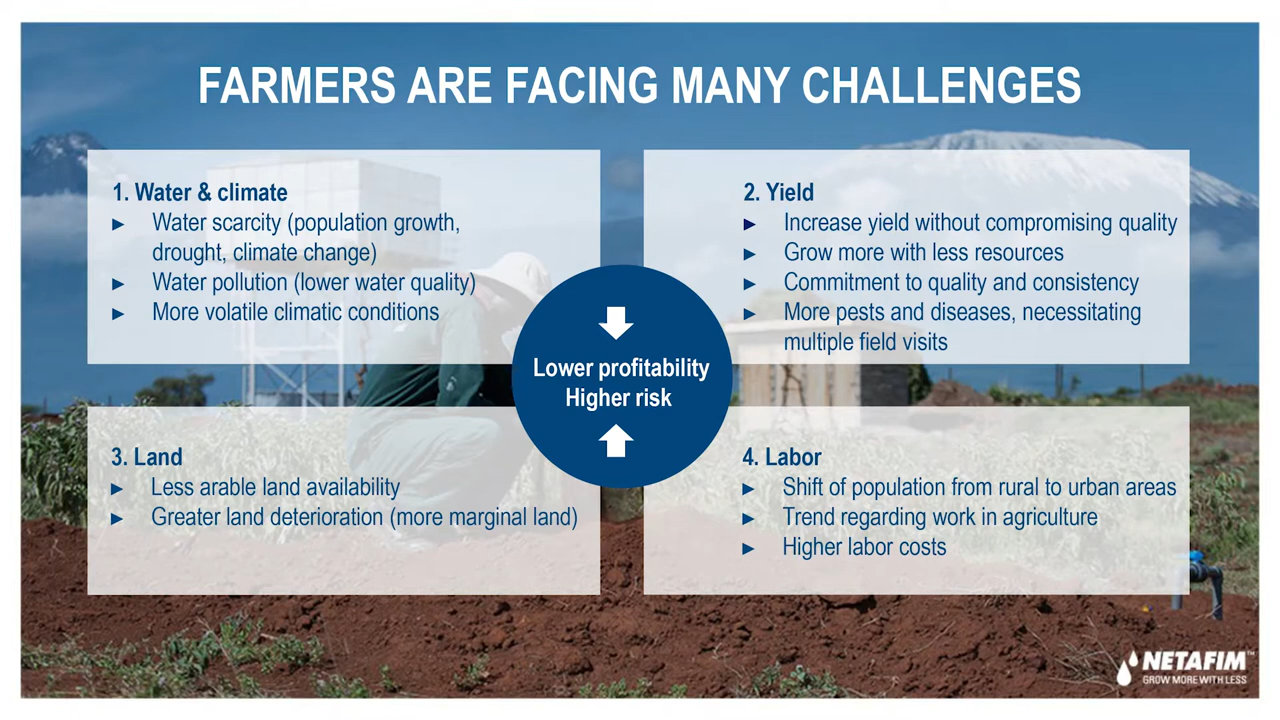 FARMERS ARE FACING MANY CHALLENGES
1. Water & climate
► Water scarcity (population growth,
drought, climate change)
► Water pollution (lower water quality)
► More volatile climatic conditions
2. Yield
► Increase yield without compromising quality
► Grow more with less resources
► Commitment to quality and consistency
► More pests and diseases, necessitating
multiple field visits
Lower profitability
Higher risk
3. Land
► Less arable land availability
► Greater land deterioration (more marginal land)
4. Labor
► Shift of population from rural to urban areas
► Trend regarding work in agriculture
► Higher labor costs
NETAFIM™
GROW MORE WITH LESS